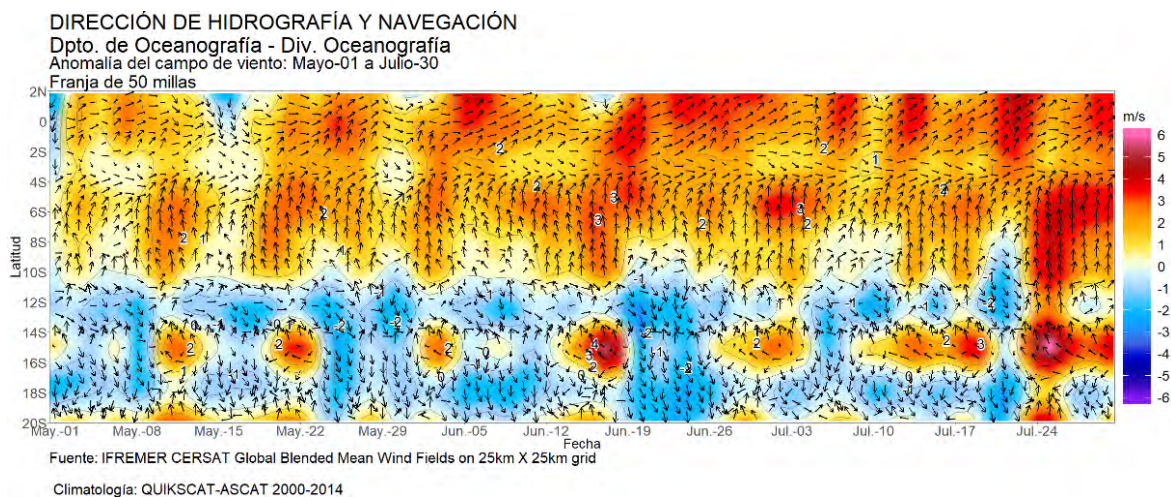 DIRECCIÓN DE HIDROGRAFÍA Y NAVEGACIÓN
Dpto. de Oceanografía - Div. Oceanografía
Anomalía del campo de viento: Mayo-01 a Julio-30
Franja de 50 millas
m/s
2N
0
2S
4S
6S
8S
10S
12S
14S
16S
18S
20S
Latitud
6
5
4
3
2
1
0
-1
-2
-3
-4
-5
-6
May.-01 May.-08 May.-15 May.-22 May.-29 Jun.-05 Jun.-12 Jun.-19 Jun.-26 Jul.-03 Jul.-10 Jul.-17 Jul.-24
Fecha
Fuente: IFREMER CERSAT Global Blended Mean Wind Fields on 25km X 25km grid
Climatología: QUIKSCAT-ASCAT 2000-2014